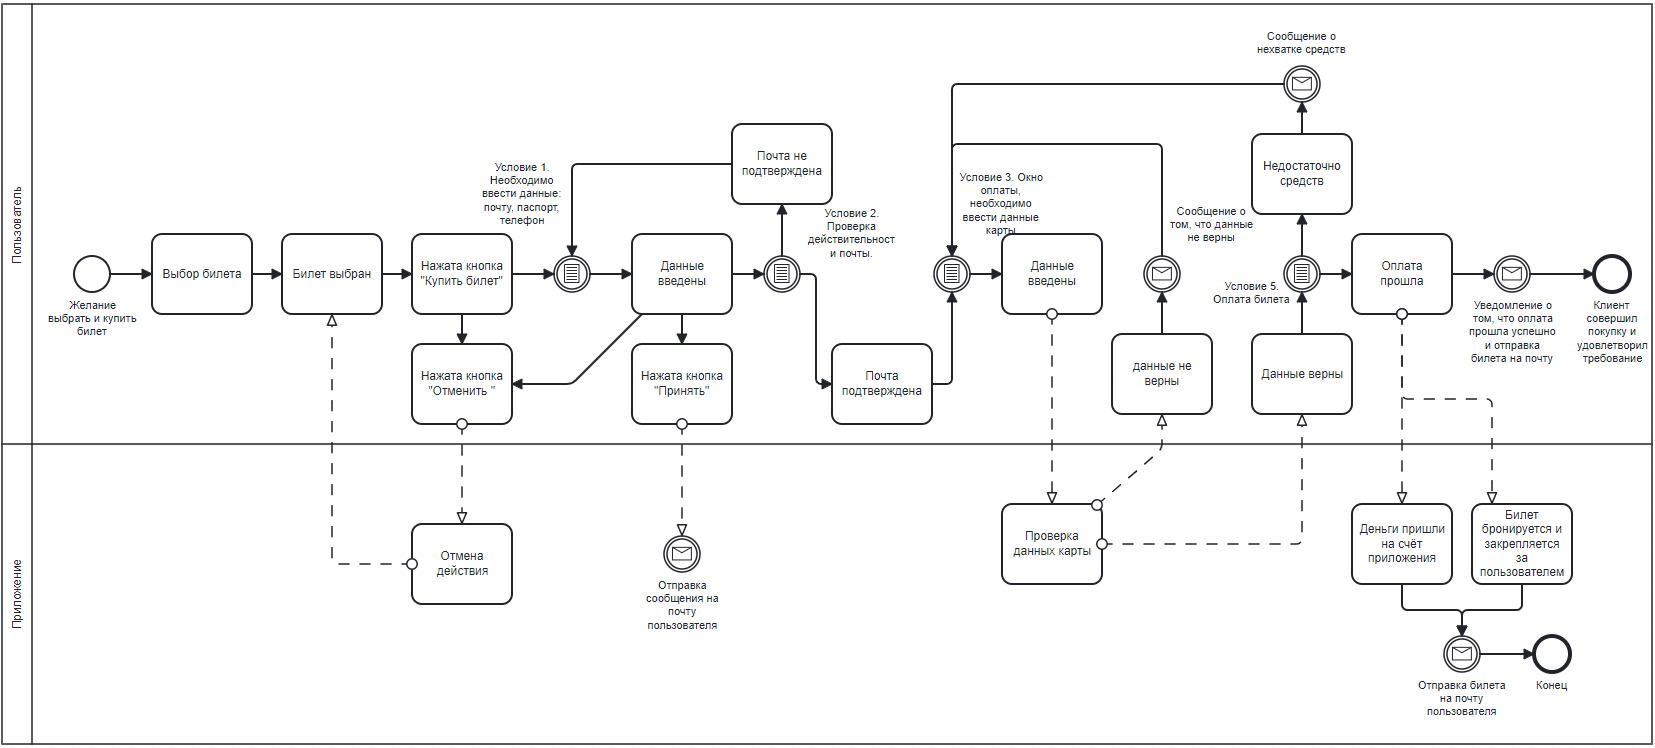 Пользователь
Желание
выбрать и купить
билет
Выбор билета
Билет выбран
Нажата кнопка
"Купить билет"
Нажата кнопка
"Отменить "
Условие 1.
Необходимо
ввести данные:
почту, паспорт,
телефон
Данные
введены
Нажата кнопка
"Принять"
Почта не
подтверждена
Условие 2.
Проверка
действительност
и почты.
Почта
подтверждена
Условие 3. Окно
оплаты,
необходимо
ввести данные
карты.
Данные
введены
Сообщение о
том, что данные
не верны
данные не
верны
Сообщение о
нехватке средств
Недостаточно
средств
Условие 5.
Оплата билета
Данные верны
Оплата
прошла
Уведомление о
том, что оплата
прошла успешно
и отправка
билета на почту
Клиент
совершил
покупку и
удовлетворил
требование
Приложение
Отмена
действия
Отправка
сообщения на
почту
пользователя
Проверка
данных карты
Деньги пришли
на счёт
приложения
Билет
бронируется и
закрепляется
за
пользователем
Отправка билета
на почту
пользователя
Конец